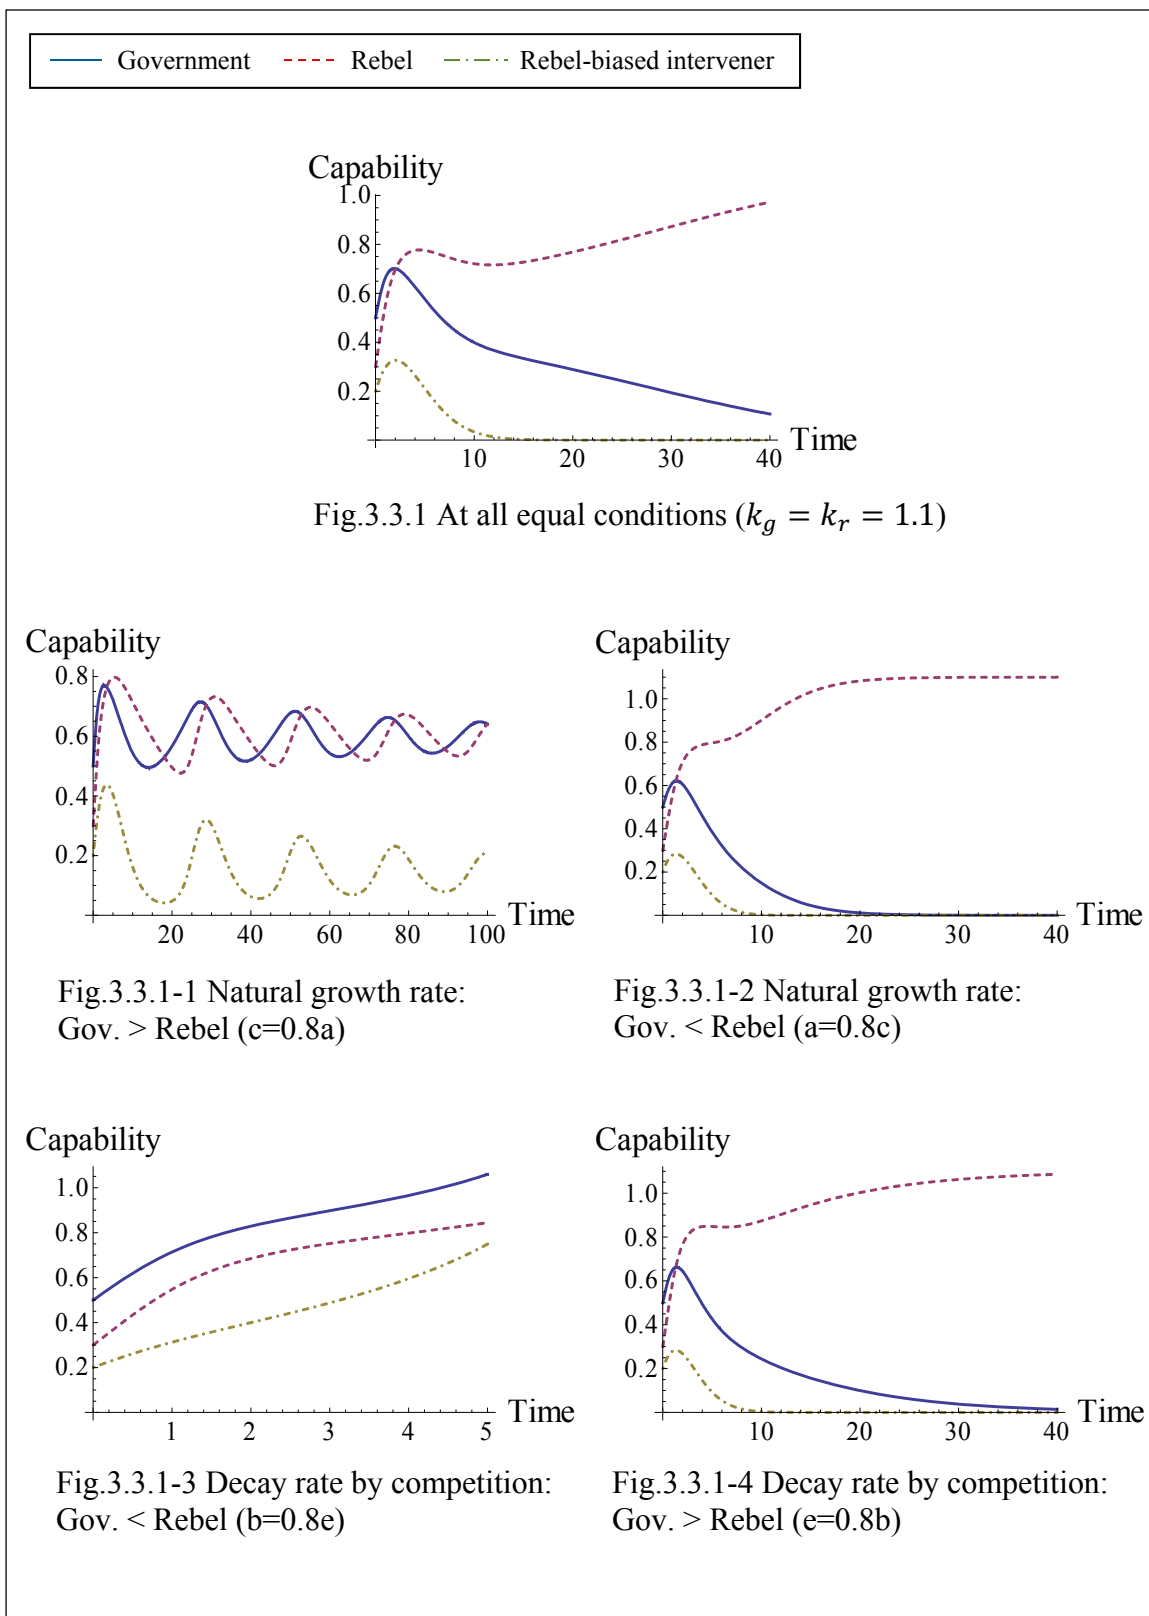 Government Rebel Rebel-biased intervener
Capability
1.0
0.8
0.6
0.4
0.2
10 20 30 40 Time
Fig.3.3.1 At all equal conditions (k_g = k_r = 1.1)
Capability
0.8
0.6
0.4
0.2
20 40 60 80 100 Time
Fig.3.3.1-1 Natural growth rate:
Gov. > Rebel (c=0.8a)
Capability
1.0
0.8
0.6
0.4
0.2
10 20 30 40 Time
Fig.3.3.1-2 Natural growth rate:
Gov. < Rebel (a=0.8c)
Capability
1.0
0.8
0.6
0.4
0.2
1 2 3 4 5 Time
Fig.3.3.1-3 Decay rate by competition:
Gov. < Rebel (b=0.8e)
Capability
1.0
0.8
0.6
0.4
0.2
10 20 30 40 Time
Fig.3.3.1-4 Decay rate by competition:
Gov. > Rebel (e=0.8b)